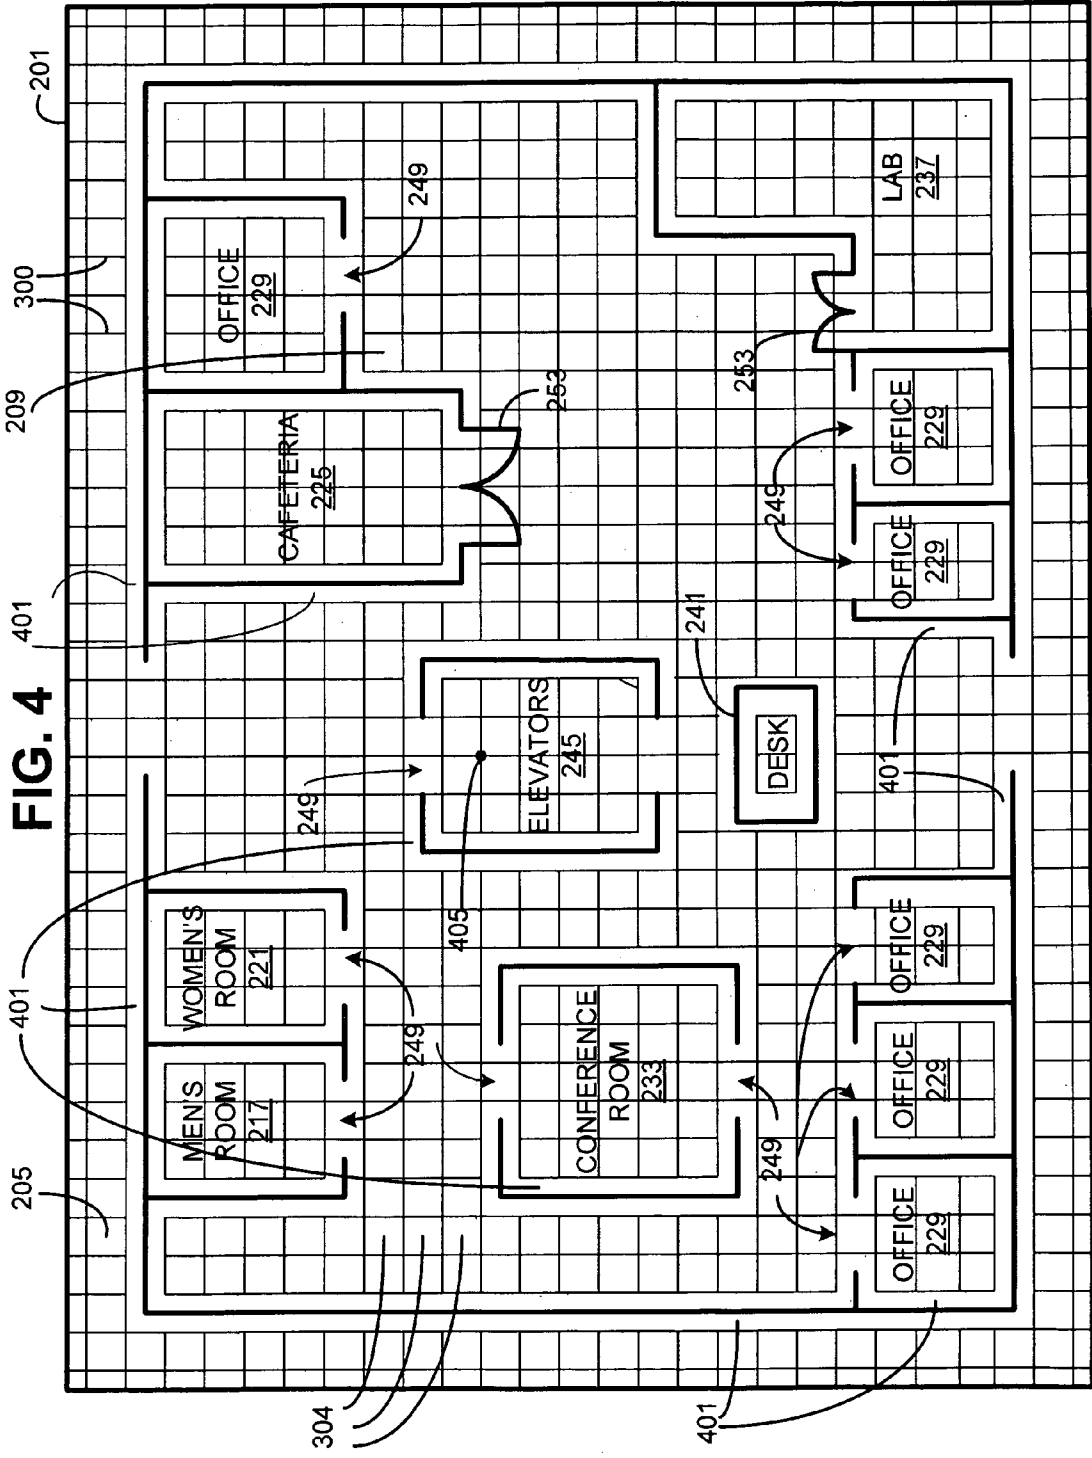 FIG. 4
205
401
401
209
300
201
304
MEN'S
ROOM
217
WOMEN'S
ROOM
221
249
CAFETERIA
225
OFFICE
229
249
249
405
ELEVATORS
245
253
CONFERENCE
ROOM
233
401
249
DESK
241
249
253
401
OFFICE
229
OFFICE
229
OFFICE
229
OFFICE
229
OFFICE
229
LAB
237